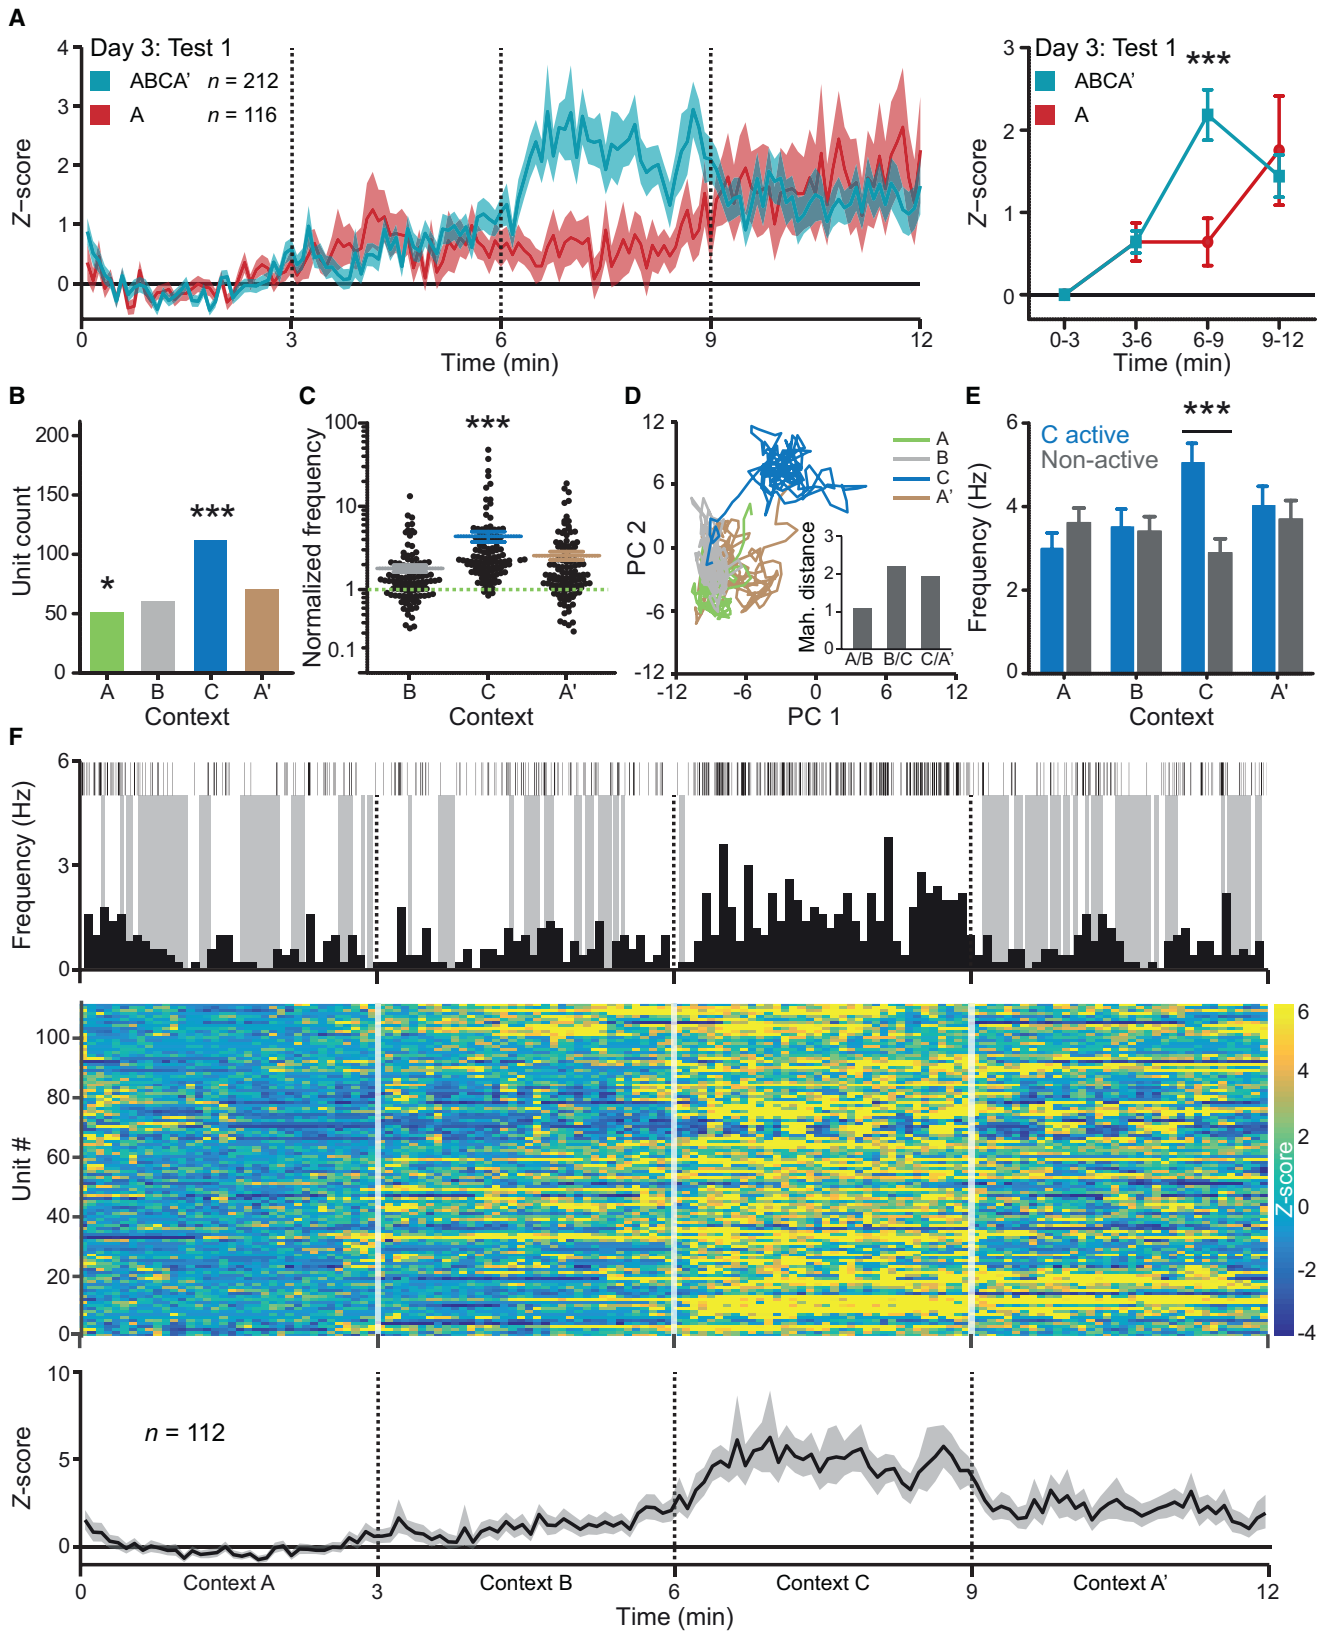 A
Day 3: Test 1
ABCA’ n = 212
A n = 116
Z-score
4
3
2
1
0
0 3 6 9 12
Time (min)
Day 3: Test 1
ABCA’
A
***
Z–score
3
2
1
0
0-3 3-6 6-9 9-12
Time (min)
B
Unit count
200
150
100
50
0
*
***
A B C A'
Context
C
Normalized frequency
100
10
1
0.1
***
B C A'
Context
D
PC 2
12
6
0
-6
-12
-12 -6 0 6 12
PC 1
A
B
C
A'
Mah. distance
3
2
1
0
A/B B/C C/A'
E
Frequency (Hz)
6
4
2
0
C active
Non-active
***
A B C A'
Context
F
Frequency (Hz)
6
3
0
Unit #
100
80
60
40
20
0
Z-score
6
4
2
0
-2
-4
Z-score
10
5
0
n = 112
Context A Context B Context C Context A’
0 3 6 9 12
Time (min)